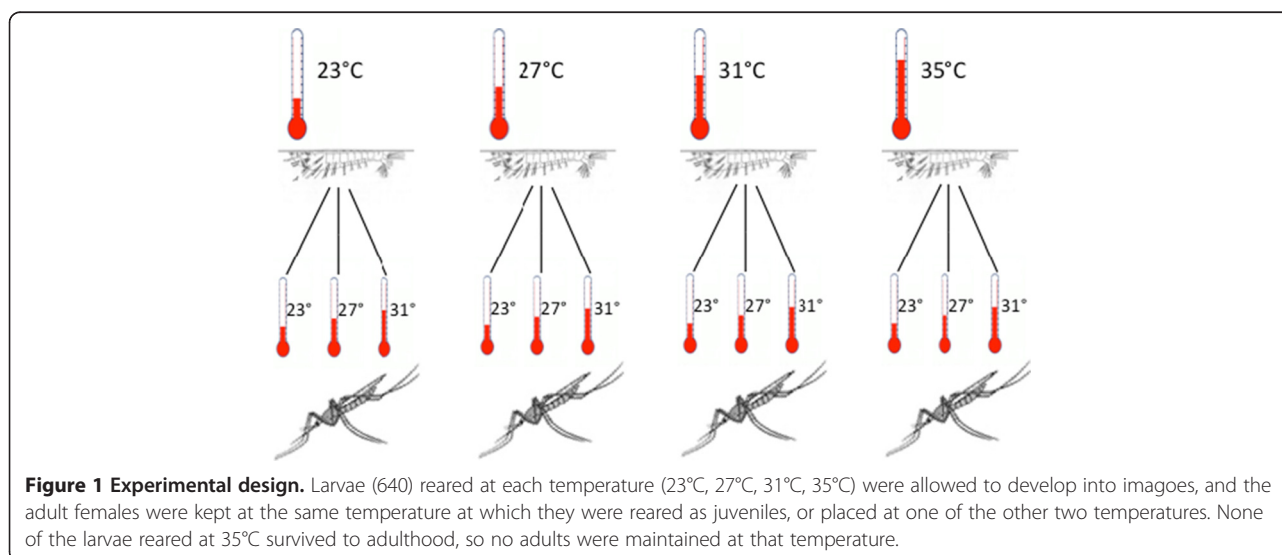 23°C 27°C 31°C 35°C
23° 27° 31° 23° 27° 31° 23° 27° 31° 23° 27° 31°
Figure 1 Experimental design. Larvae (640) reared at each temperature (23°C, 27°C, 31°C, 35°C) were allowed to develop into imagoes, and the
adult females were kept at the same temperature at which they were reared as juveniles, or placed at one of the other two temperatures. None
of the larvae reared at 35°C survived to adulthood, so no adults were maintained at that temperature.